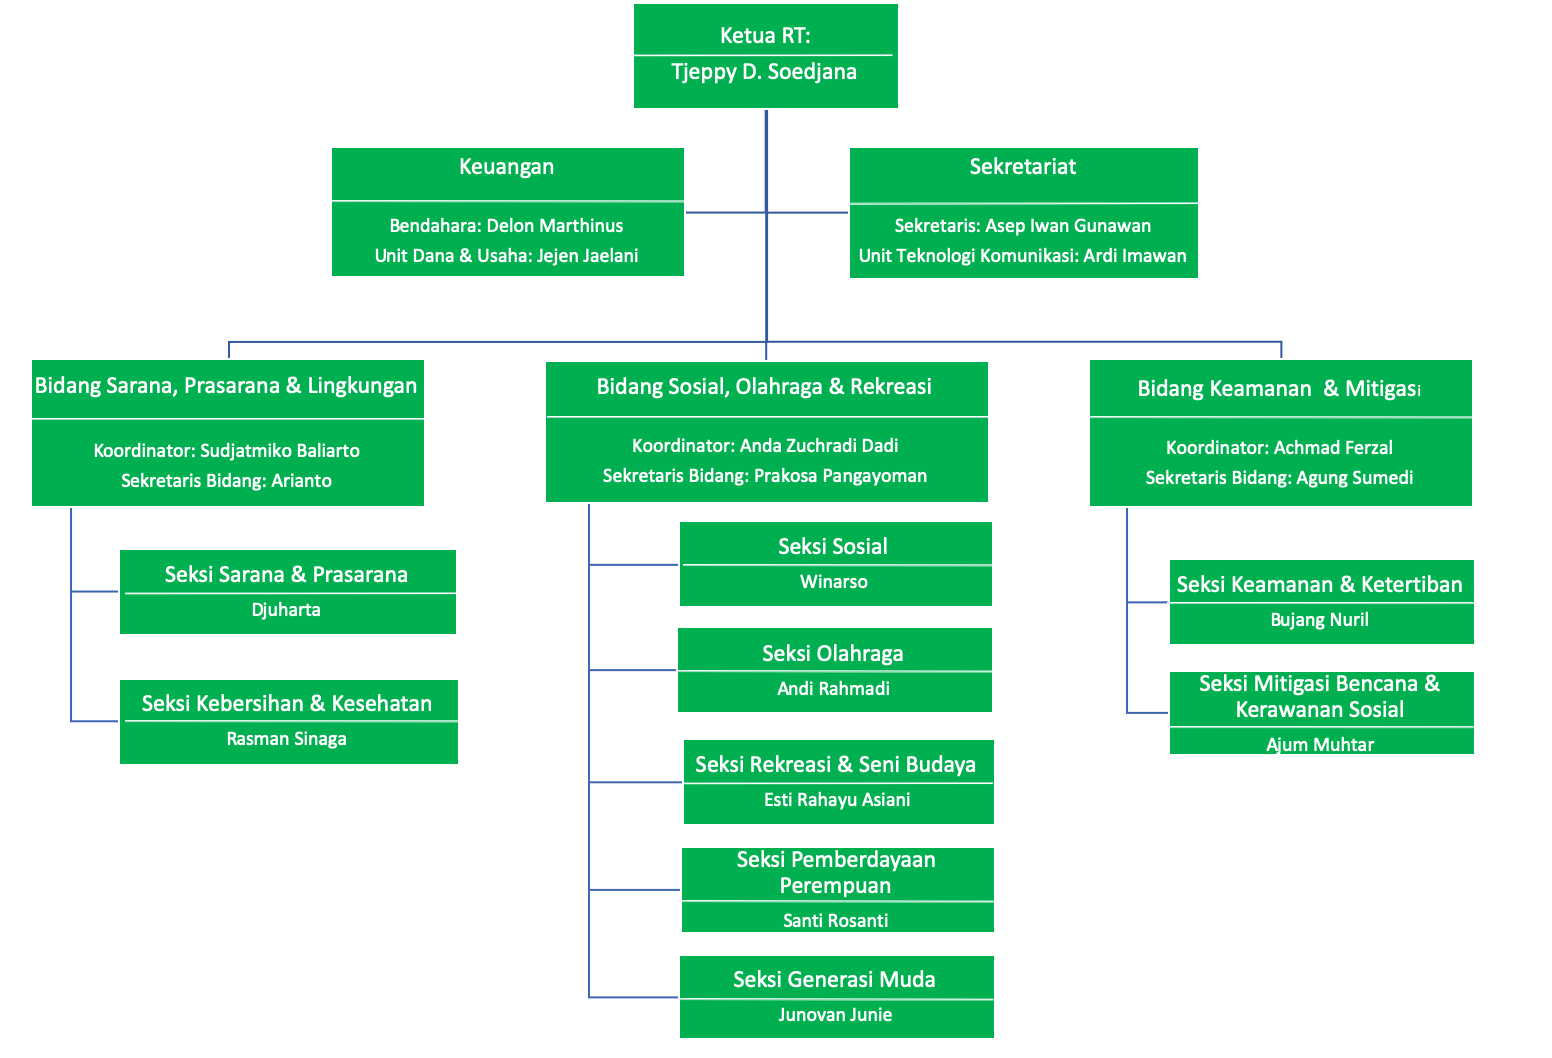 Ketua RT:
Tjeppy D. Soedjana
Keuangan
Bendahara: Delon Marthinus
Unit Dana & Usaha: Jejen Jaelani
Sekretariat
Sekretaris: Asep Iwan Gunawan
Unit Teknologi Komunikasi: Ardi Imawan
Bidang Sarana, Prasarana & Lingkungan
Koordinator: Sudjatmiko Baliarto
Sekretaris Bidang: Arianto
Seksi Sarana & Prasarana
Djuharta
Seksi Kebersihan & Kesehatan
Rasman Sinaga
Bidang Sosial, Olahraga & Rekreasi
Koordinator: Anda Zuchradi Dadi
Sekretaris Bidang: Prakosa Pangayoman
Seksi Sosial
Winarso
Seksi Olahraga
Andi Rahmadi
Seksi Rekreasi & Seni Budaya
Esti Rahayu Asiani
Seksi Pemberdayaan
Perempuan
Santi Rosanti
Seksi Generasi Muda
Junovan Junie
Bidang Keamanan & Mitigasi
Koordinator: Achmad Ferzal
Sekretaris Bidang: Agung Sumedi
Seksi Keamanan & Ketertiban
Bujang Nuril
Seksi Mitigasi Bencana &
Kerawanan Sosial
Ajum Muhtar